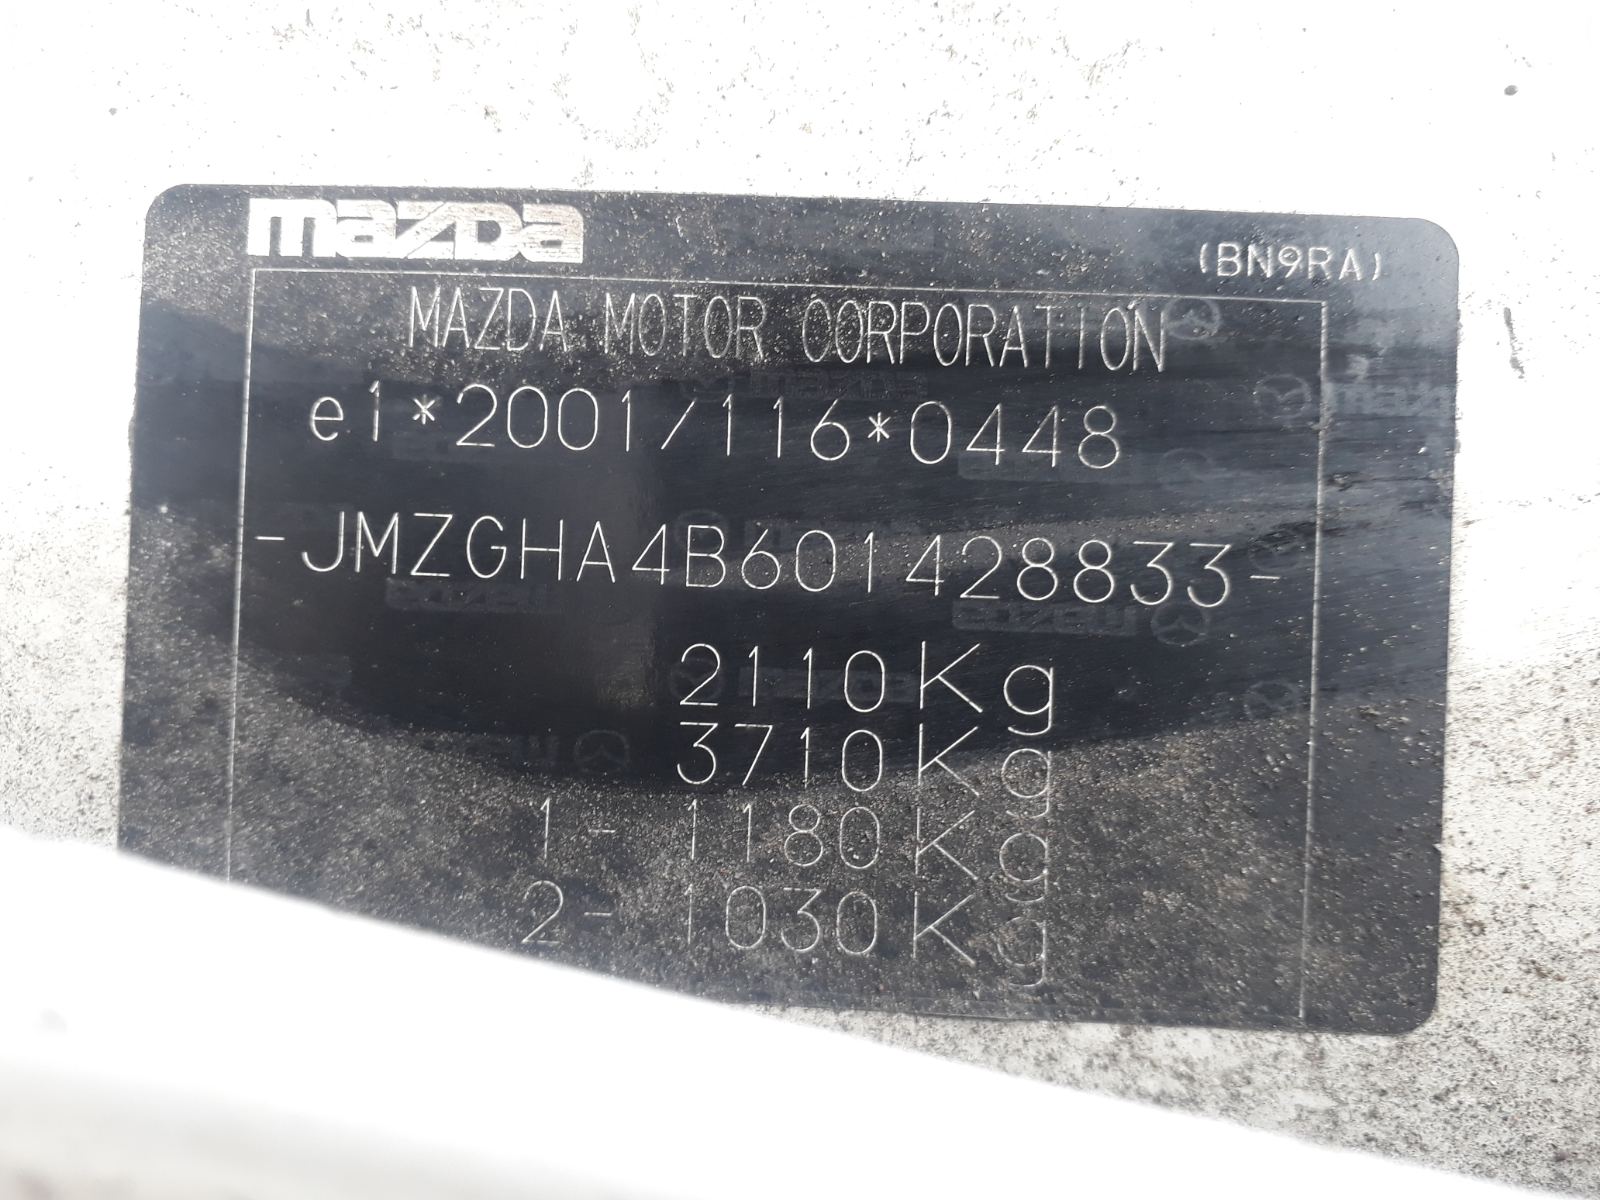 mazDa
(BN9RA)
MAZDA MOTOR CORPORATION
e1*2001/116*0448
-JMZGHA4B601428833-
2110Kg
3710Kg
1- 1180Kg
2- 1030Kg